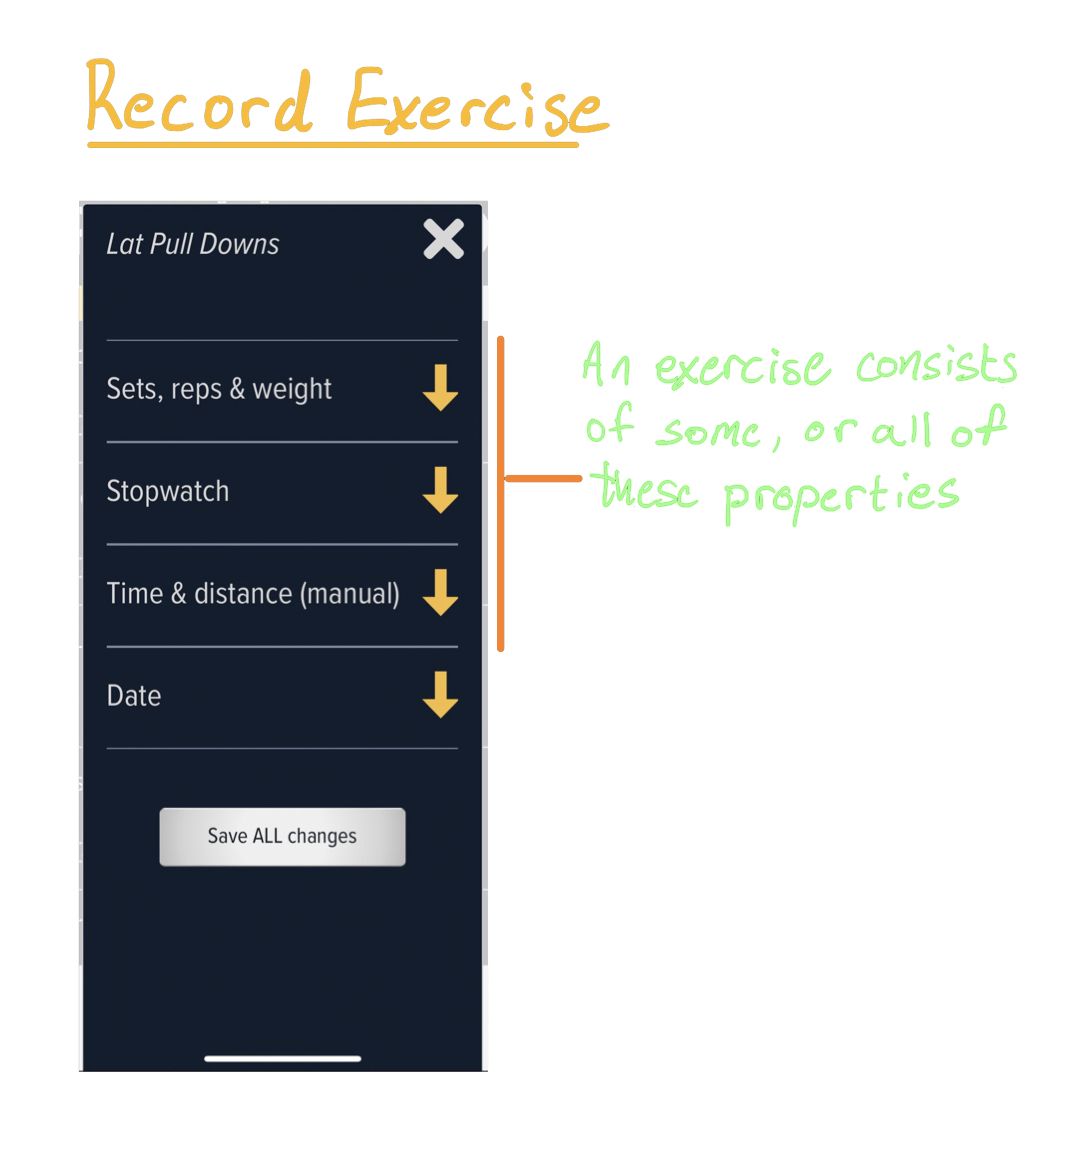 Record Exercise
Lat Pull Downs
Sets, reps & weight
Stopwatch
Time & distance (manual)
Date
Save ALL changes
An exercise consists
of some, or all of
these properties